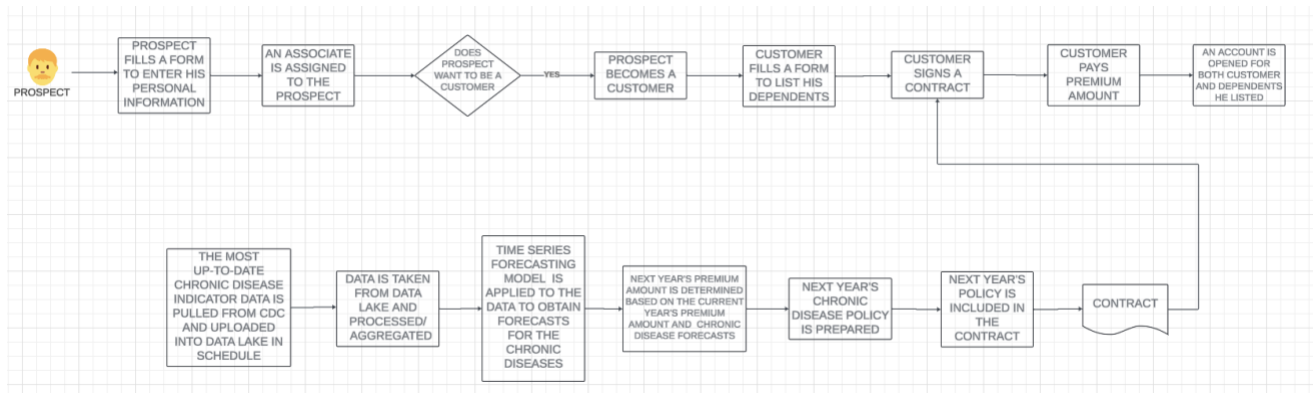 PROSPECT
PROSPECT
FILLS A FORM
TO ENTER HIS
PERSONAL
INFORMATION
AN ASSOCIATE
IS ASSIGNED
TO THE
PROSPECT
DOES
PROSPECT
WANT TO BE A
CUSTOMER
YES
PROSPECT
BECOMES A
CUSTOMER
CUSTOMER
FILLS A FORM
TO LIST HIS
DEPENDENTS
CUSTOMER
SIGNS A
CONTRACT
CUSTOMER
PAYS
PREMIUM
AMOUNT
AN ACCOUNT IS
OPENED FOR
BOTH CUSTOMER
AND DEPENDENTS
HE LISTED
THE MOST
UP-TO-DATE
CHRONIC DISEASE
INDICATOR DATA IS
PULLED FROM CDC
AND UPLOADED
INTO DATA LAKE IN
SCHEDULE
DATA IS TAKEN
FROM DATA
LAKE AND
PROCESSED/
AGGREGATED
TIME SERIES
FORECASTING
MODEL IS
APPLIED TO THE
DATA TO OBTAIN
FORECASTS
FOR THE
CHRONIC
DISEASES
NEXT YEAR'S PREMIUM
AMOUNT IS DETERMINED
BASED ON THE CURRENT
YEAR'S PREMIUM
AMOUNT AND CHRONIC
DISEASE FORECASTS
NEXT YEAR'S
CHRONIC
DISEASE POLICY
IS PREPARED
NEXT YEAR'S
POLICY IS
INCLUDED IN
THE
CONTRACT
CONTRACT